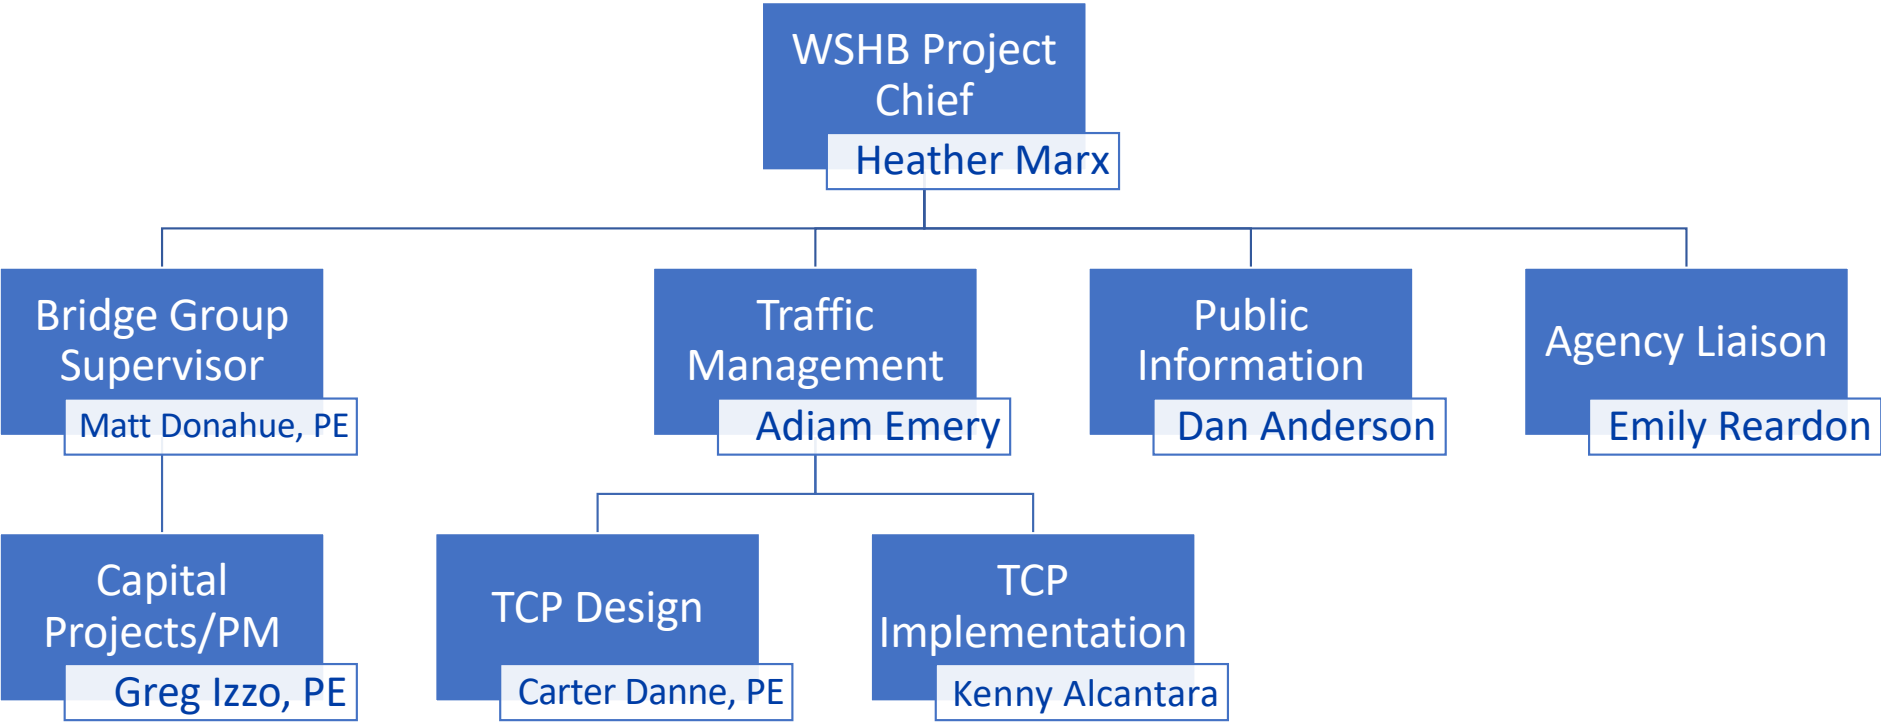 WSHB Project
Chief
Heather Marx
Bridge Group
Supervisor
Matt Donahue, PE
Traffic
Management
Adiam Emery
Public
Information
Dan Anderson
Agency Liaison
Emily Reardon
Capital
Projects/PM
Greg Izzo, PE
TCP Design
Carter Danne, PE
TCP
Implementation
Kenny Alcantara